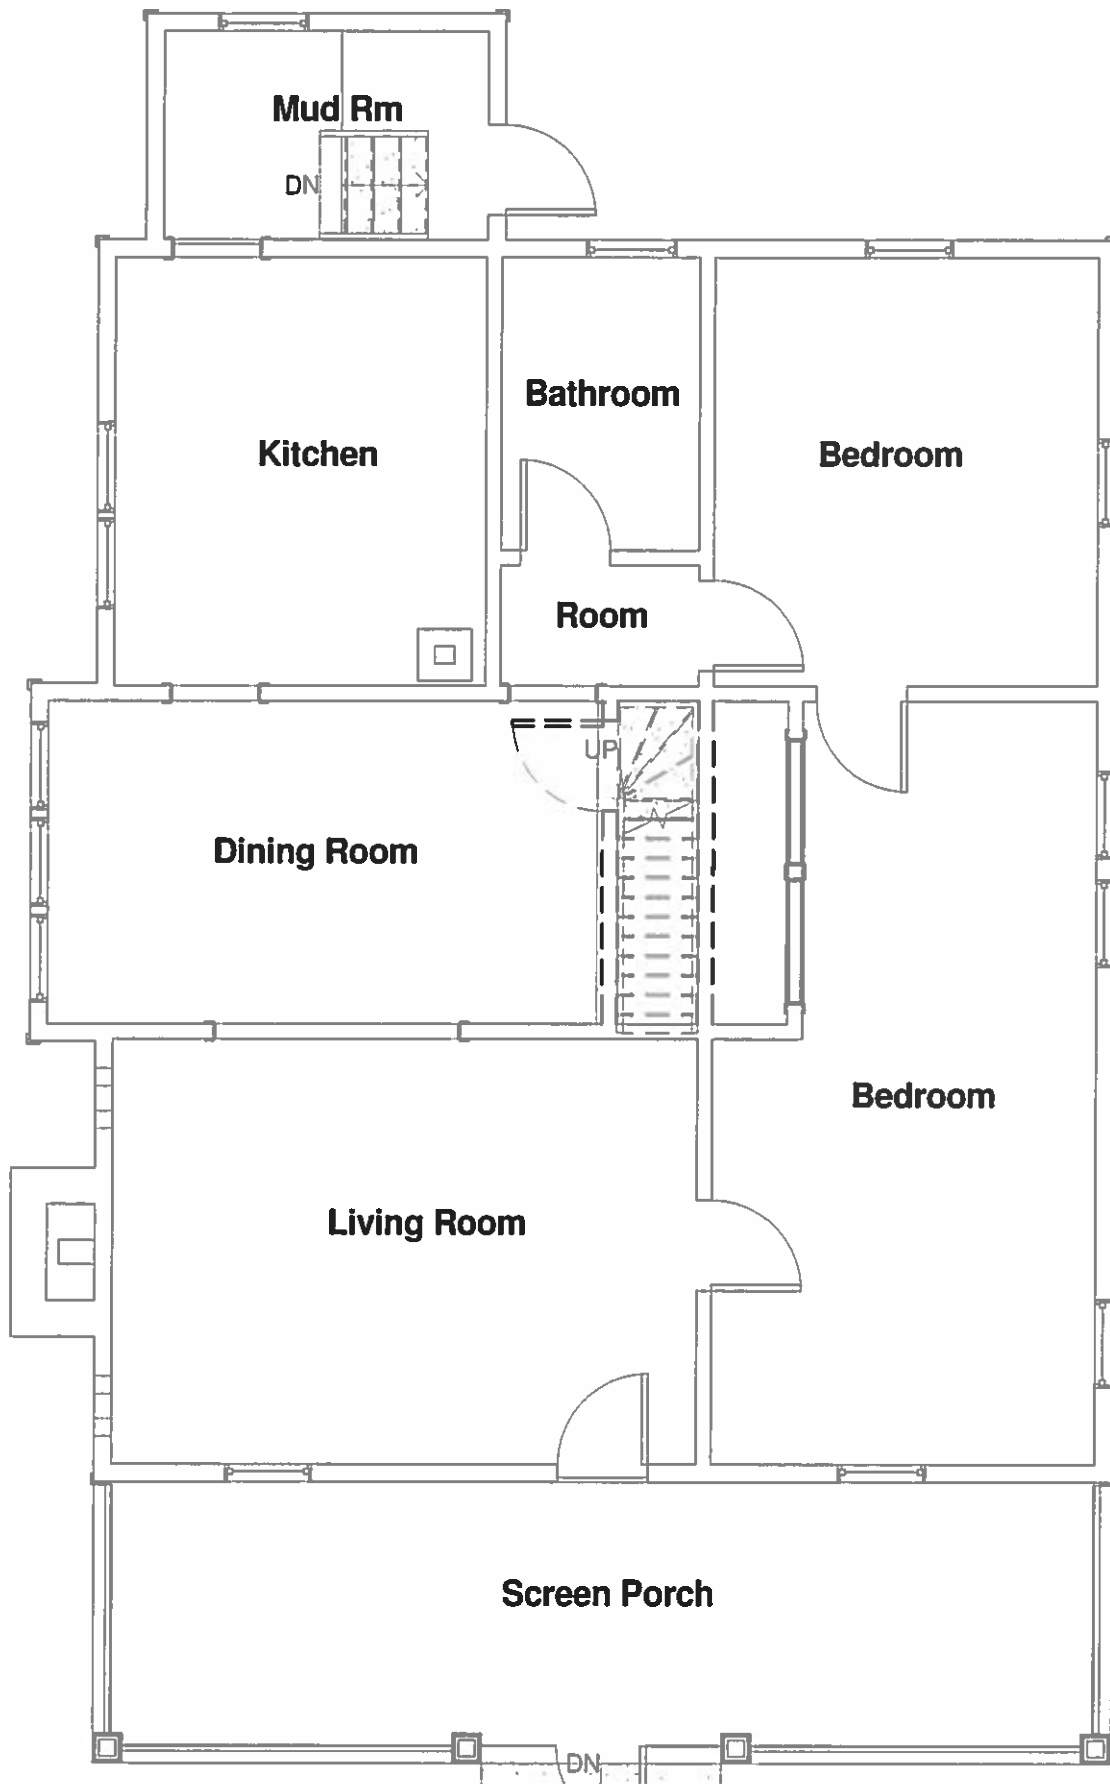 Mud Rm
DN
Bathroom
Kitchen
Bedroom
Room
UP
Dining Room
Bedroom
Living Room
Screen Porch
DN